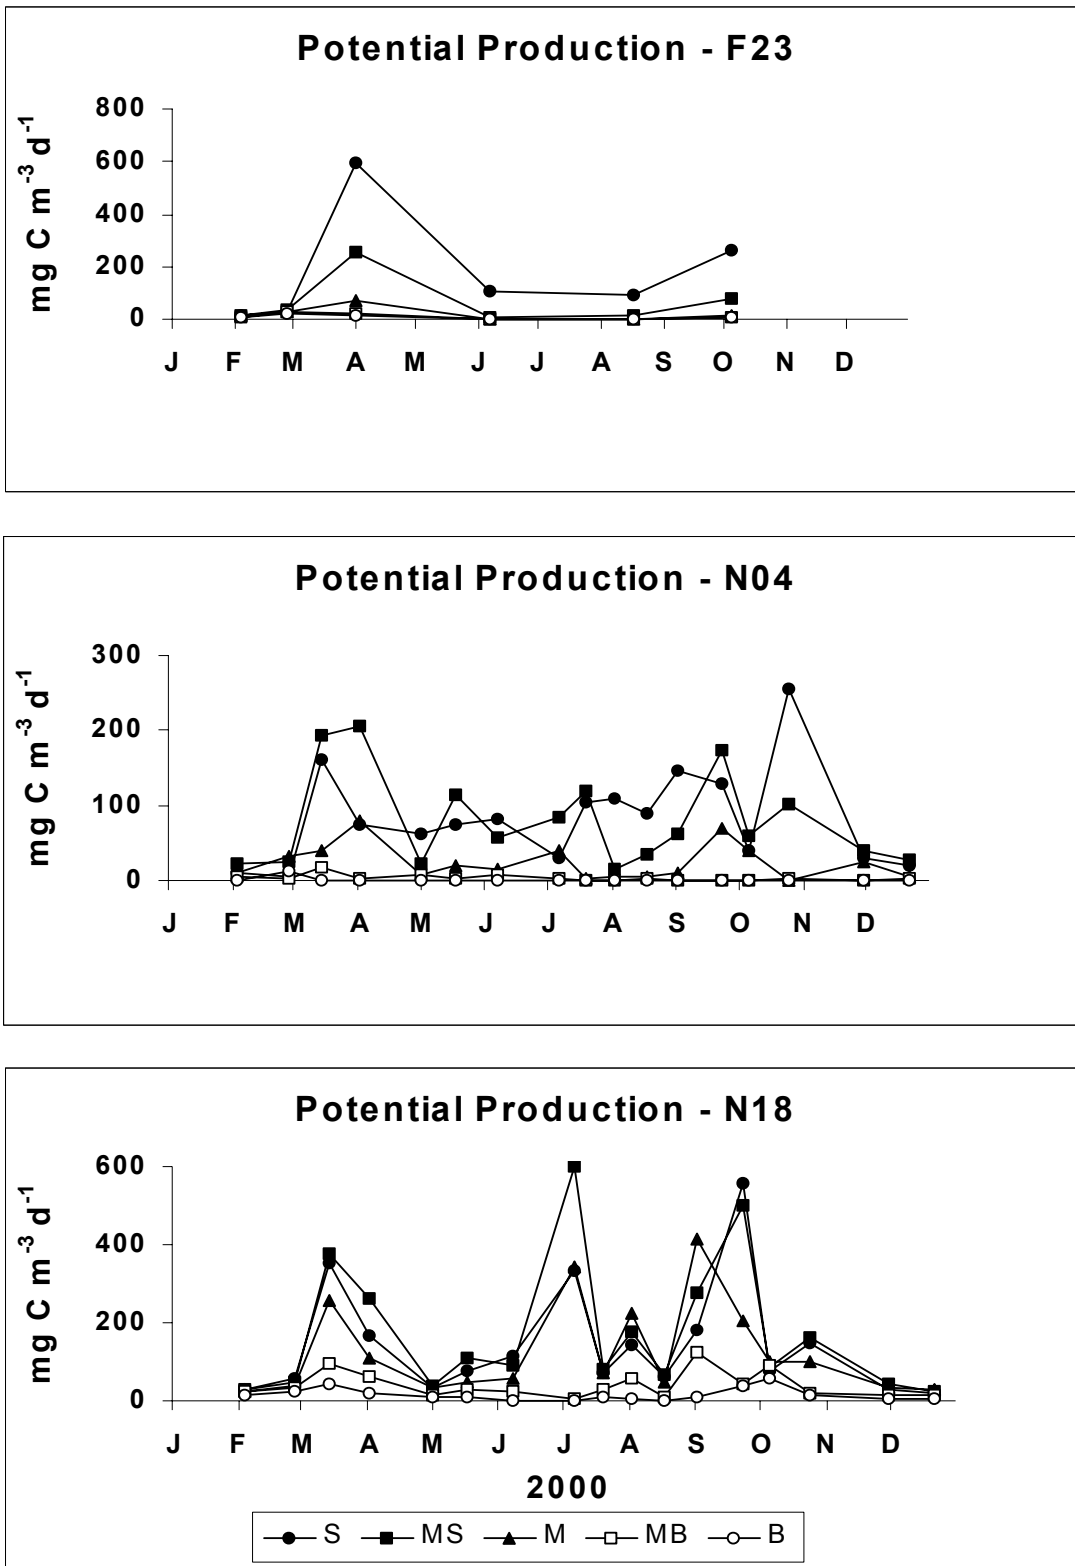 Potential Production - F23
mg C m-3 d-1
800
600
400
200
0
J F M A M J J A S O N D
Potential Production - N04
mg C m-3 d-1
300
200
100
0
J F M A M J J A S O N D
Potential Production - N18
mg C m-3 d-1
600
400
200
0
J F M A M J J A S O N D
2000
S MS M MB B